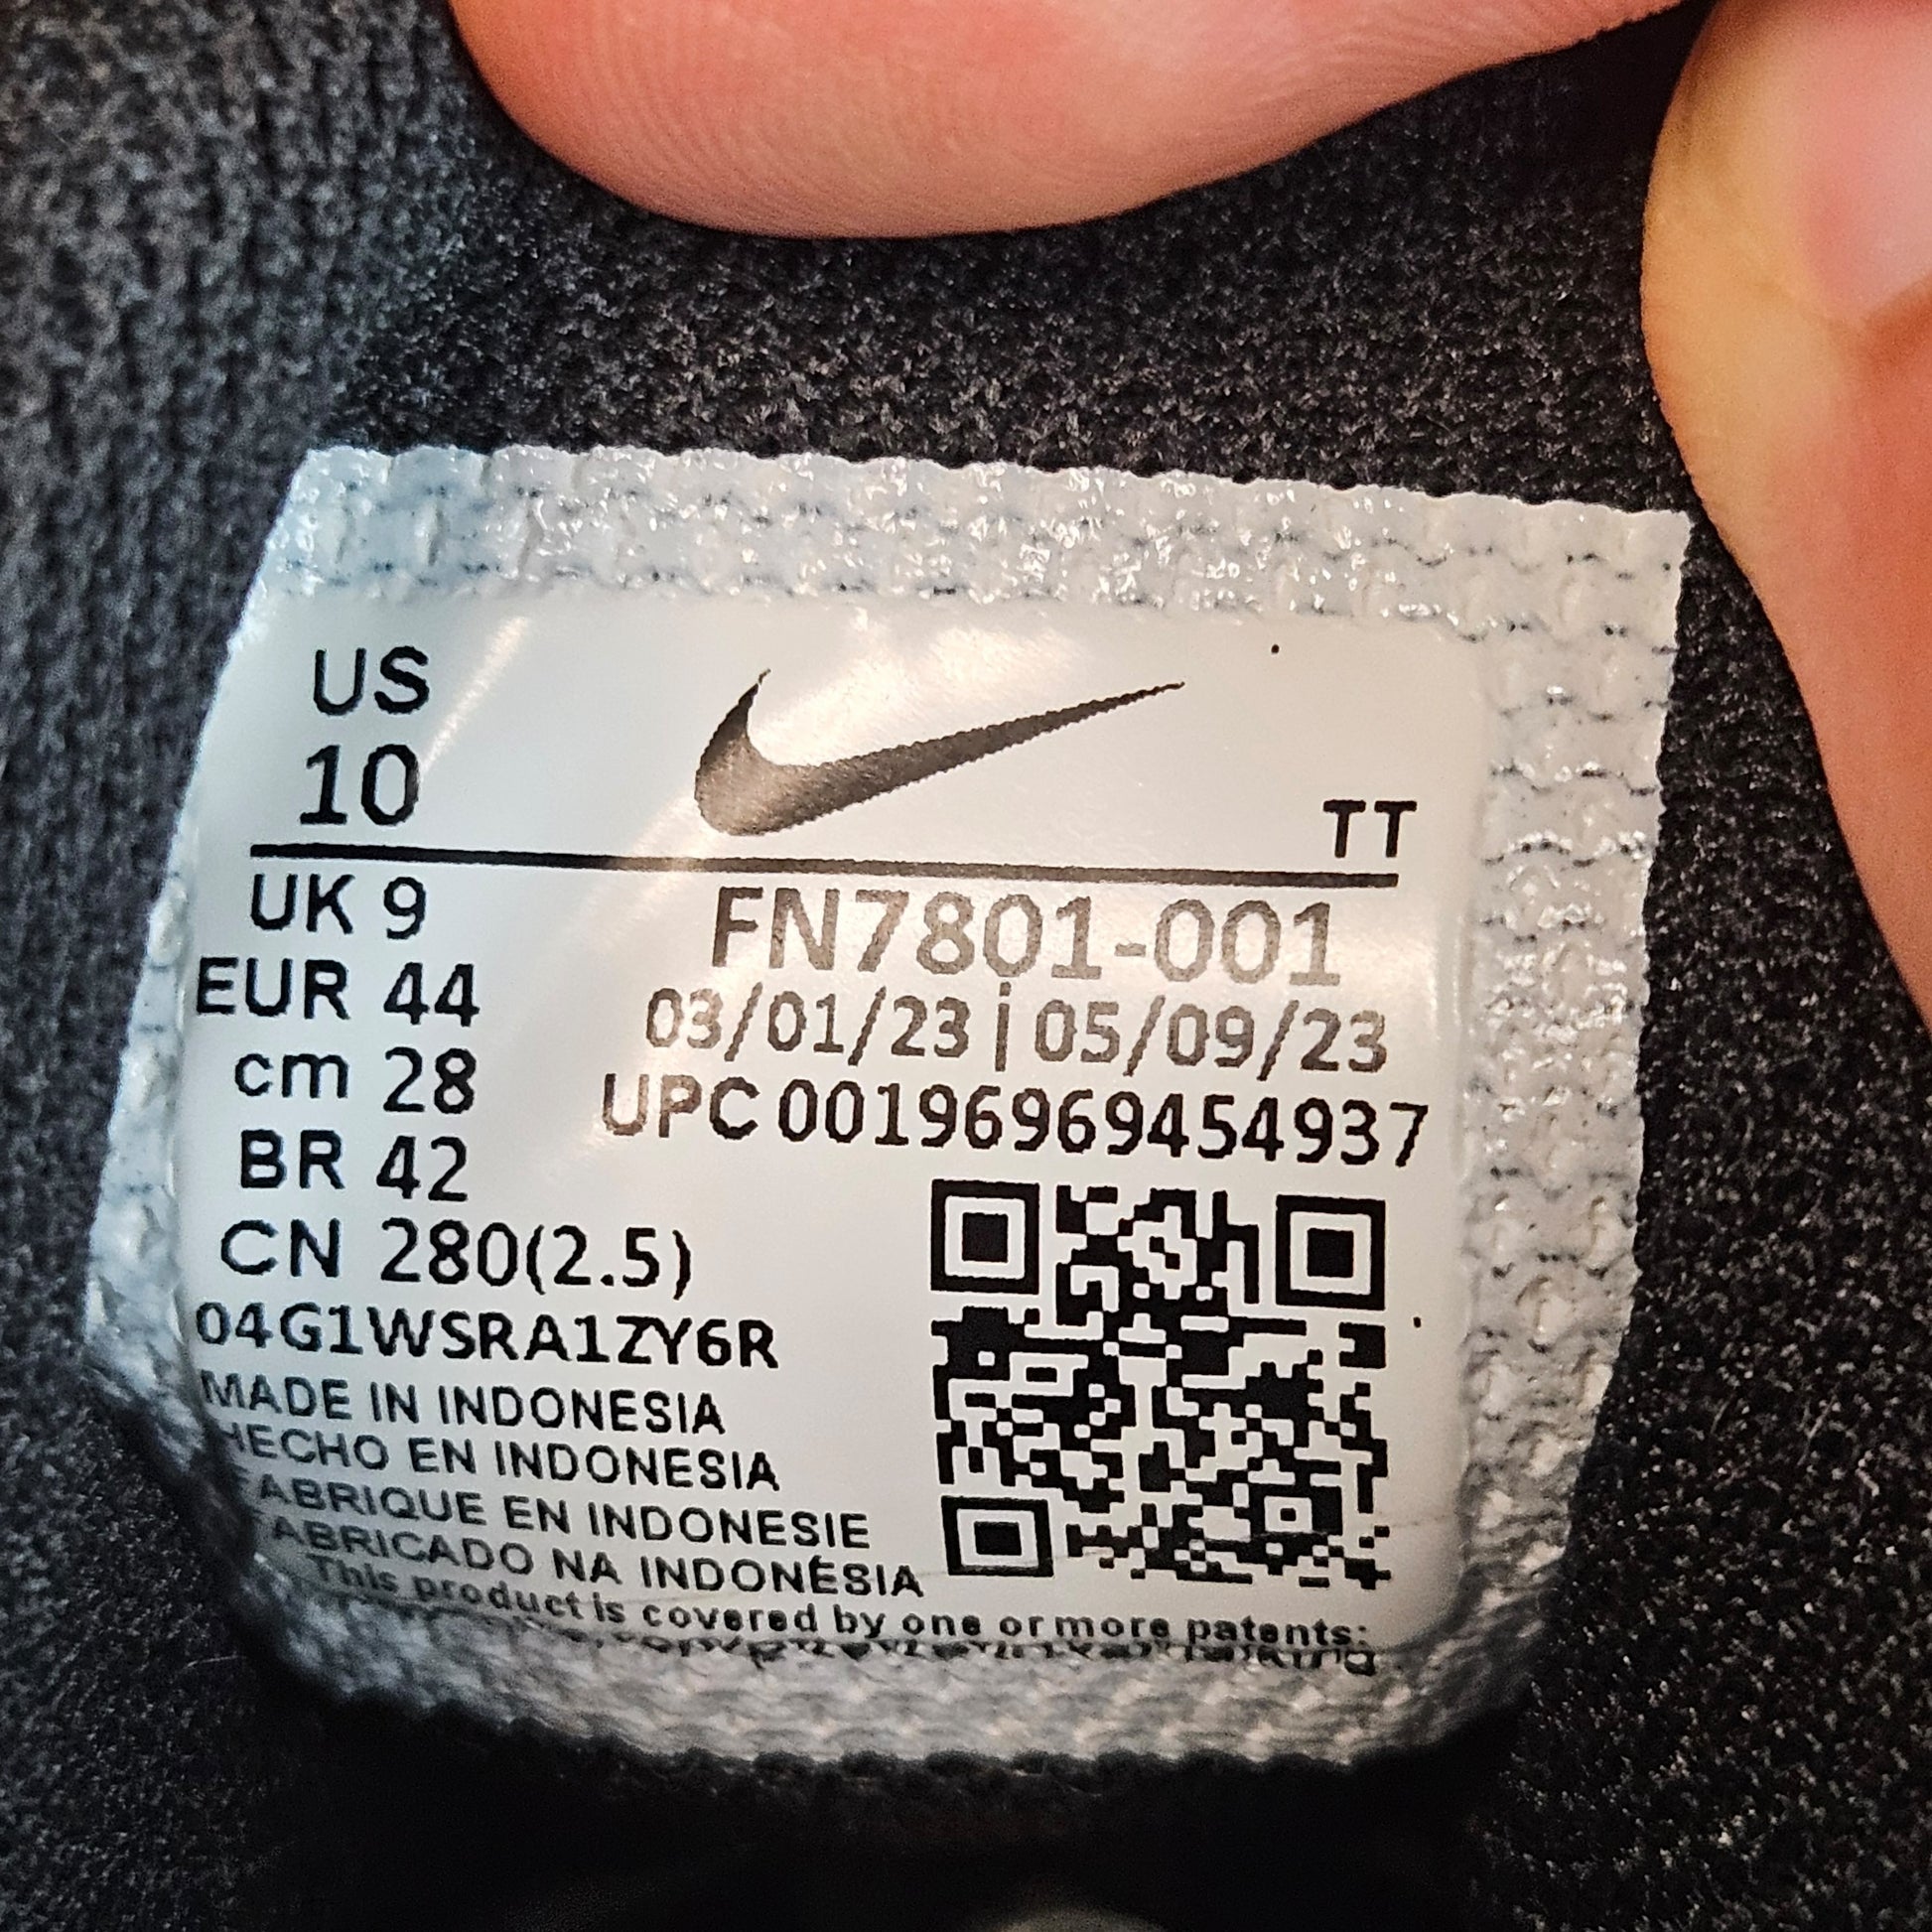 US
10
TT
UK 9
EUR 44
cm 28
BR 42
CN 280(2.5)
FN7801-001
03/01/23 | 05/09/23
UPC 00196969454937
04G1WSRA1ZY6R
MADE IN INDONESIA
HECHO EN INDONESIA
FABRIQUE EN INDONESIE
FABRICADO NA INDONÉSIA
This product is covered by one or more patents: